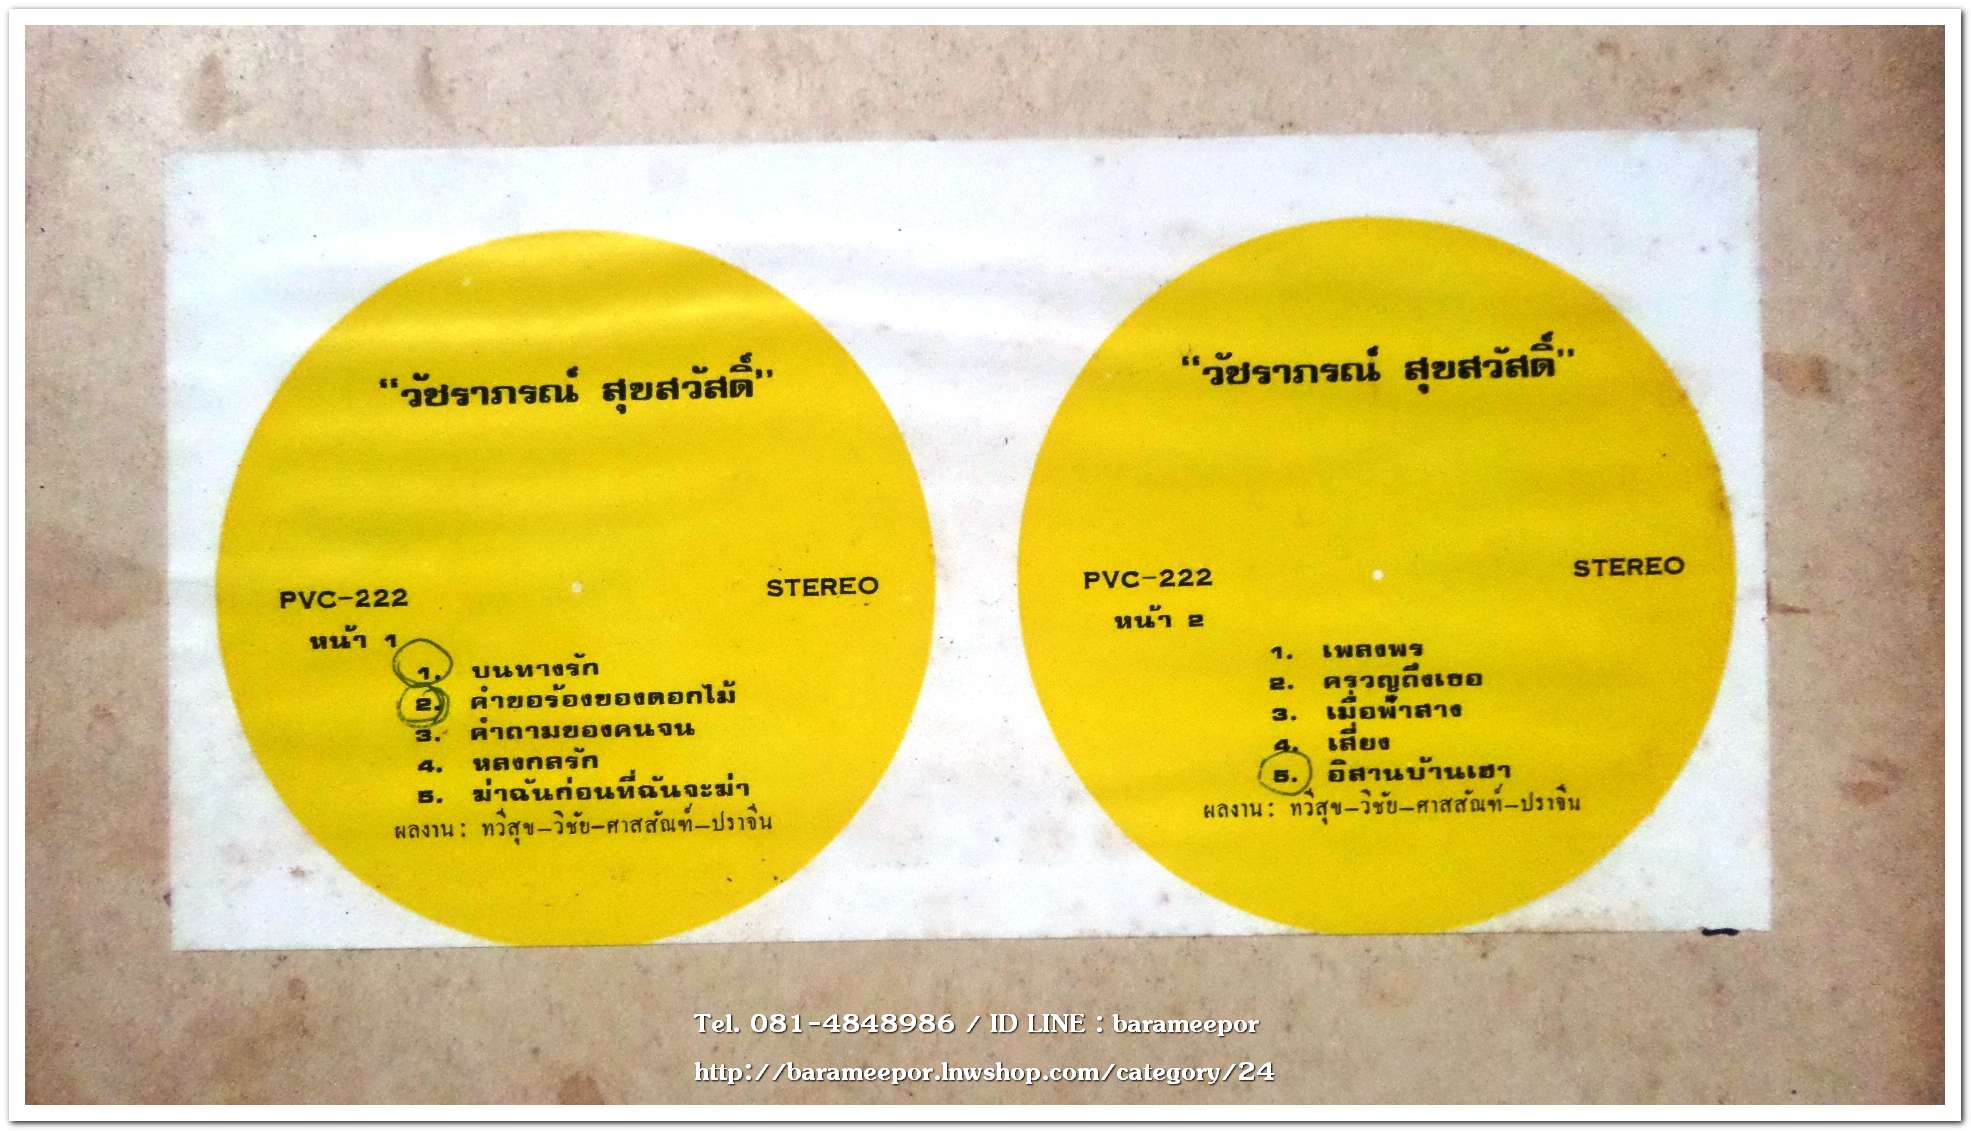 “วัชราภรณ์ สุขสวัสดิ์”
PVC-222
STEREO
หน้า 1
1. บนทางรัก
2. คำขอร้องของดอกไม้
3. คำถามของคนจน
4. หลงกลรัก
5. ฆ่าฉันก่อนที่ฉันจะฆ่า
ผลงาน : ทวีสุข-วิชัย-ศาสสัณฑ์-ปราจีน
“วัชราภรณ์ สุขสวัสดิ์”
PVC-222
STEREO
หน้า 2
1. เพลงพร
2. ครวญถึงเธอ
3. เมื่อฟ้าสาง
4. เสี่ยง
5. อิสานบ้านเฮา
ผลงาน : ทวีสุข-วิชัย-ศาสสัณฑ์-ปราจีน
Tel. 081-4848986 / ID LINE : barameepor
http://barameepor.lnwshop.com/category/24